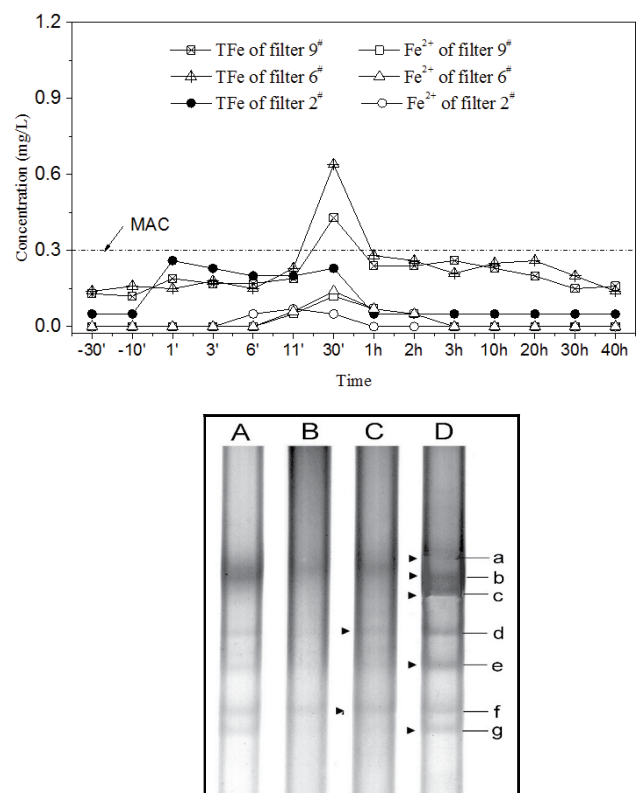 1.2
0.9
0.6
0.3
0.0
Concentration (mg/L)
TFe of filter 9# Fe2+ of filter 9#
TFe of filter 6# Fe2+ of filter 6#
TFe of filter 2# Fe2+ of filter 2#
MAC
-30' -10' 1' 3' 6' 11' 30' 1h 2h 3h 10h 20h 30h 40h
Time
A B C D
a
b
c
d
e
f
g